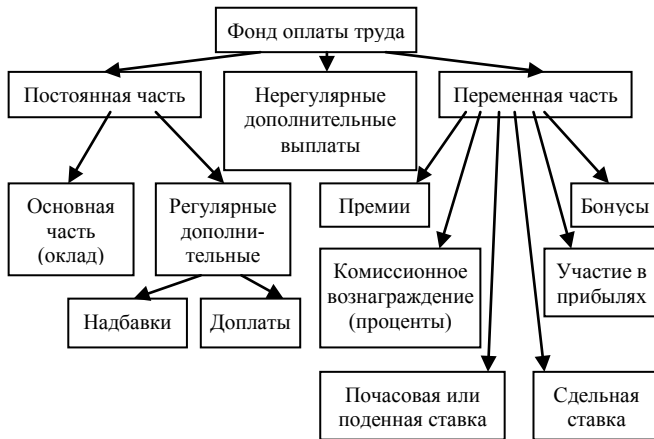 Фонд оплаты труда
Постоянная часть
Нерегулярные
дополнительные
выплаты
Переменная часть
Основная
часть
(оклад)
Регулярные
дополни-
тельные
Премии
Бонусы
Комиссионное
вознаграждение
(проценты)
Участие в
прибылях
Надбавки
Доплаты
Почасовая или
поденная ставка
Сдельная
ставка